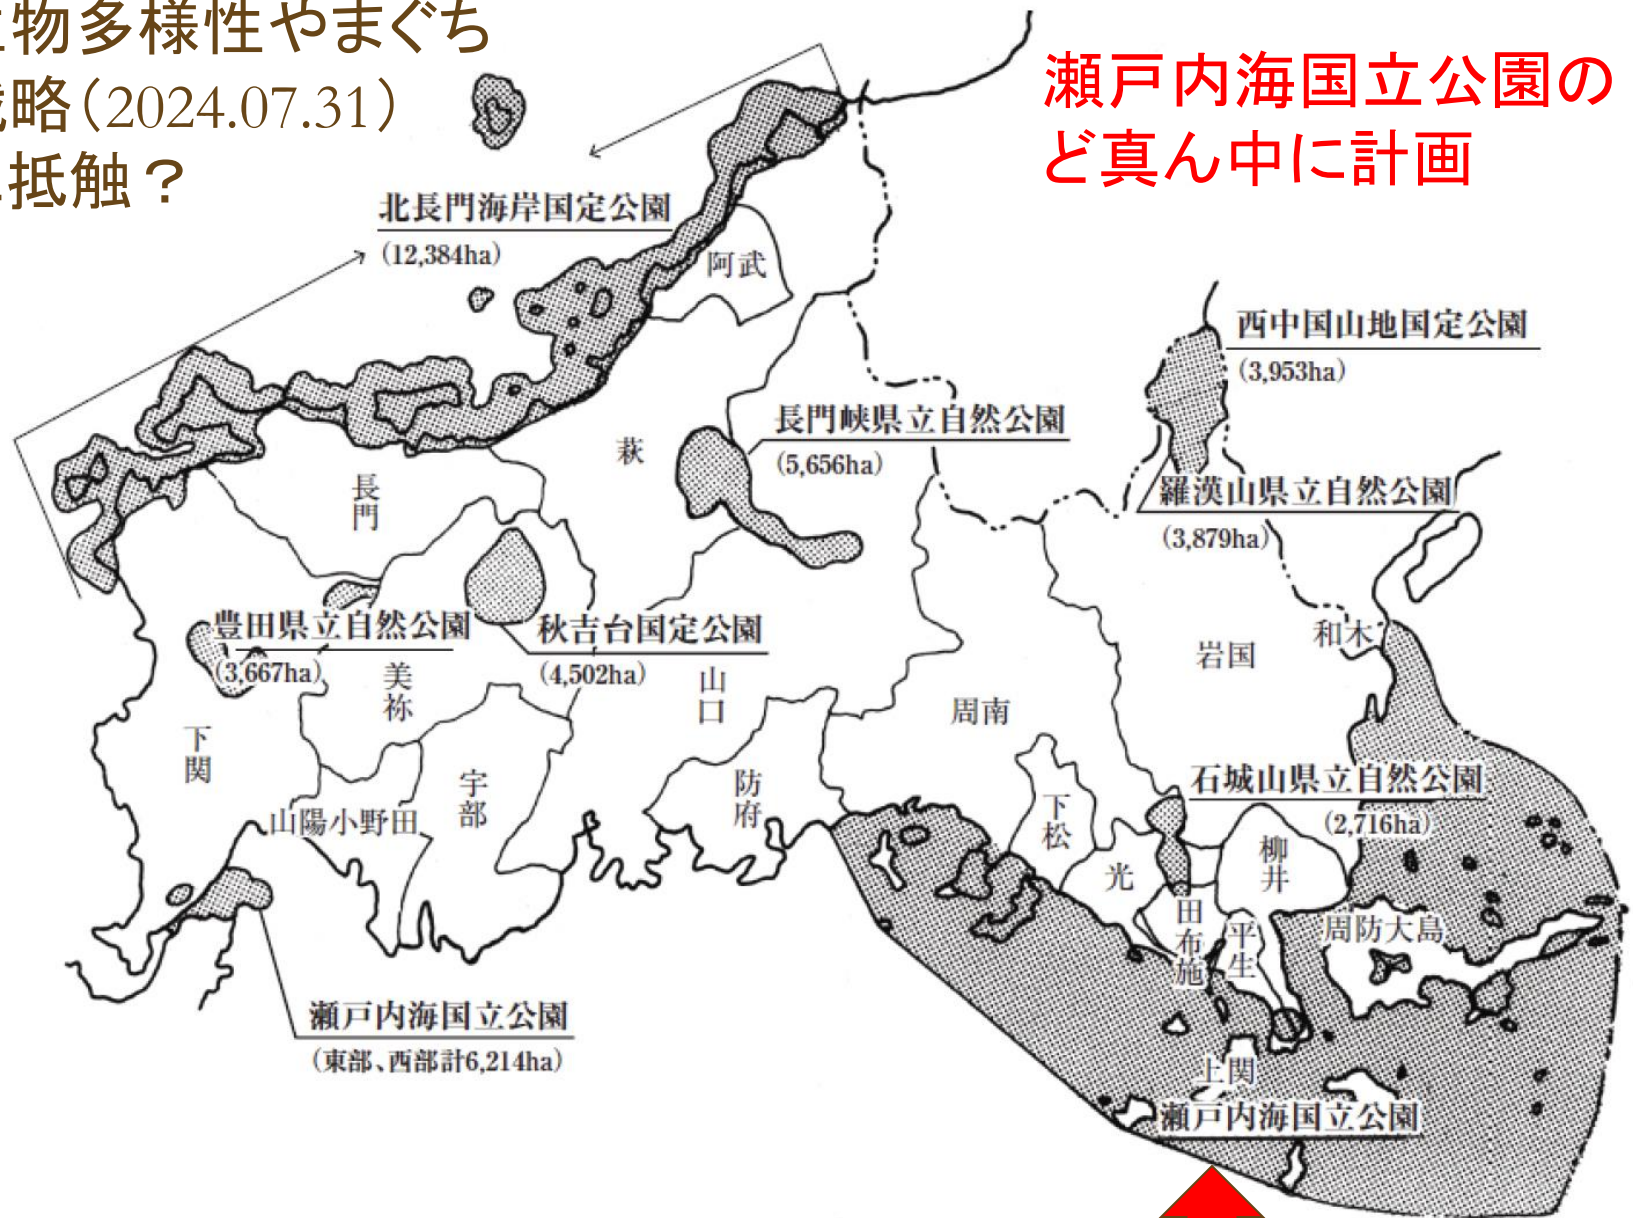 物多様性やまぐち
略（2024.07.31）
抵触？
瀬戸内海国立公園の
ど真ん中に計画
北長門海岸国定公園
(12,384ha)
阿武
西中国山地国定公園
(3,953ha)
長門峡県立自然公園
(5,656ha)
萩
長門
羅漢山県立自然公園
(3,879ha)
豊田県立自然公園
(3,667ha)
秋吉台国定公園
(4,502ha)
和木
岩国
美祢
山口
周南
下関
宇部
防府
山陽小野田
石城山県立自然公園
(2,716ha)
下松
光
柳井
田布施
平生
周防大島
瀬戸内海国立公園
(東部、西部計6,214ha)
上関
瀬戸内海国立公園